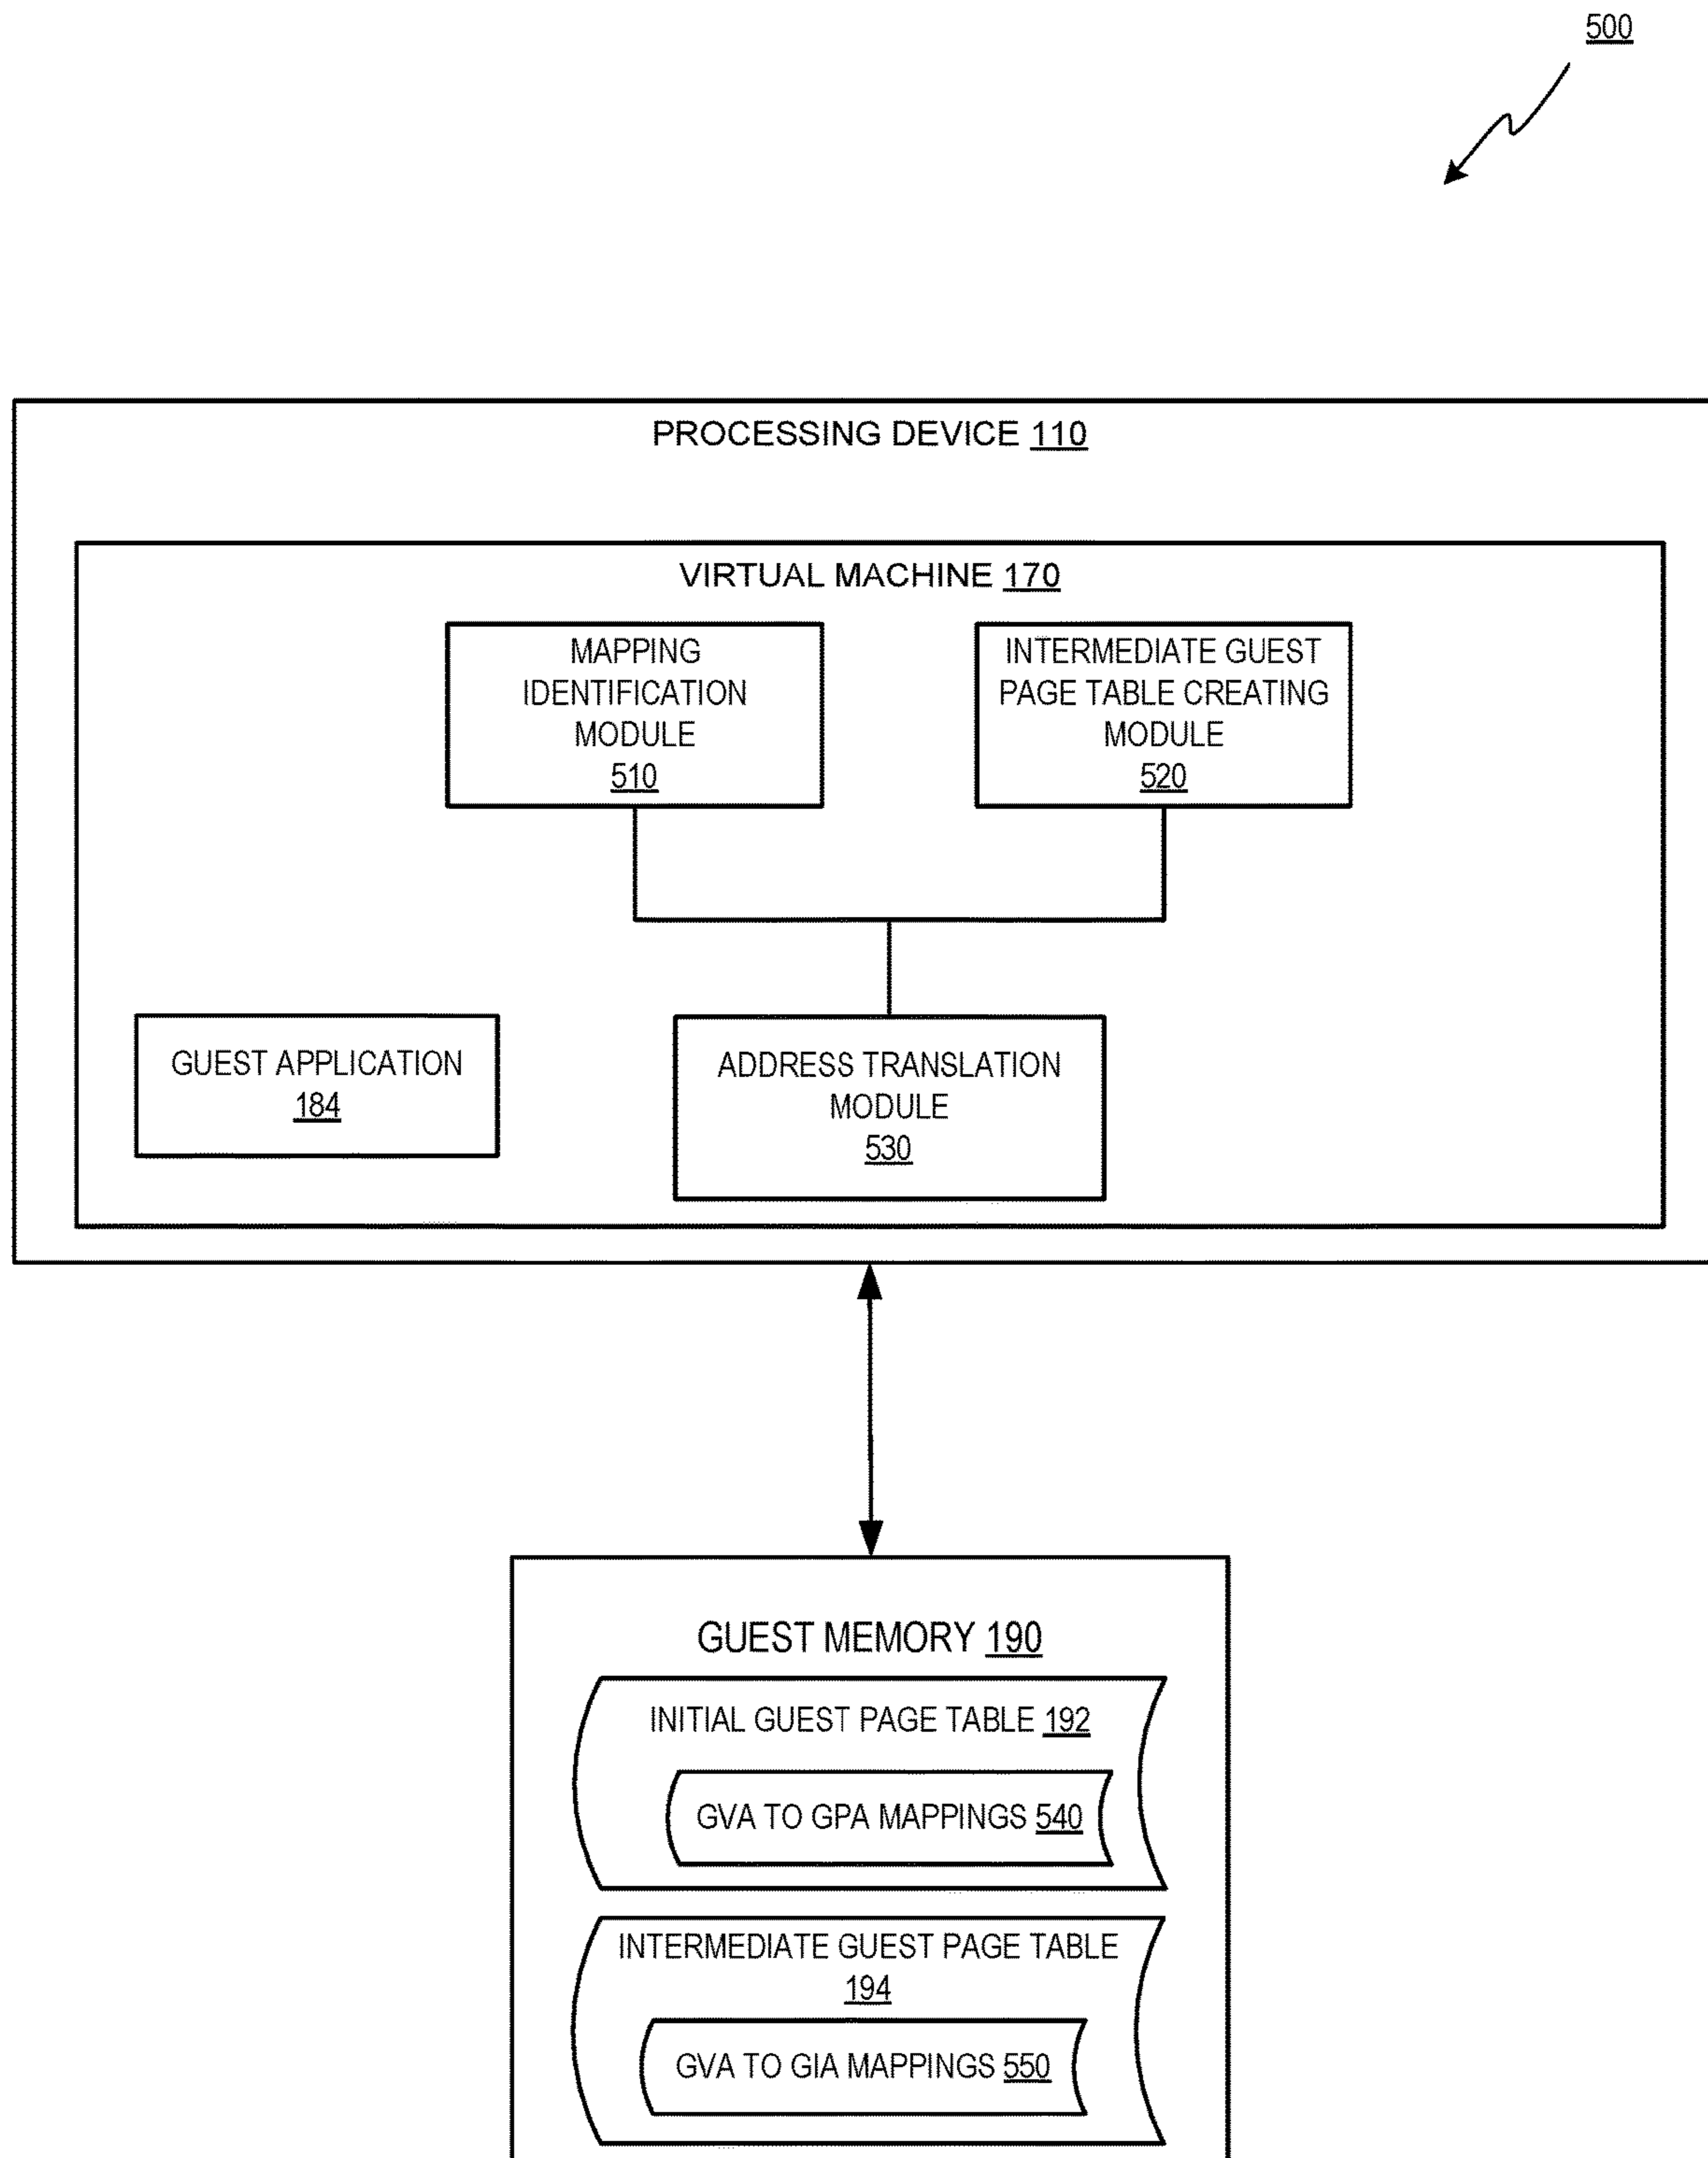 500
PROCESSING DEVICE 110
VIRTUAL MACHINE 170
MAPPING
IDENTIFICATION
MODULE
510
INTERMEDIATE GUEST
PAGE TABLE CREATING
MODULE
520
GUEST APPLICATION
184
ADDRESS TRANSLATION
MODULE
530
GUEST MEMORY 190
INITIAL GUEST PAGE TABLE 192
GVA TO GPA MAPPINGS 540
INTERMEDIATE GUEST PAGE TABLE
194
GVA TO GIA MAPPINGS 550